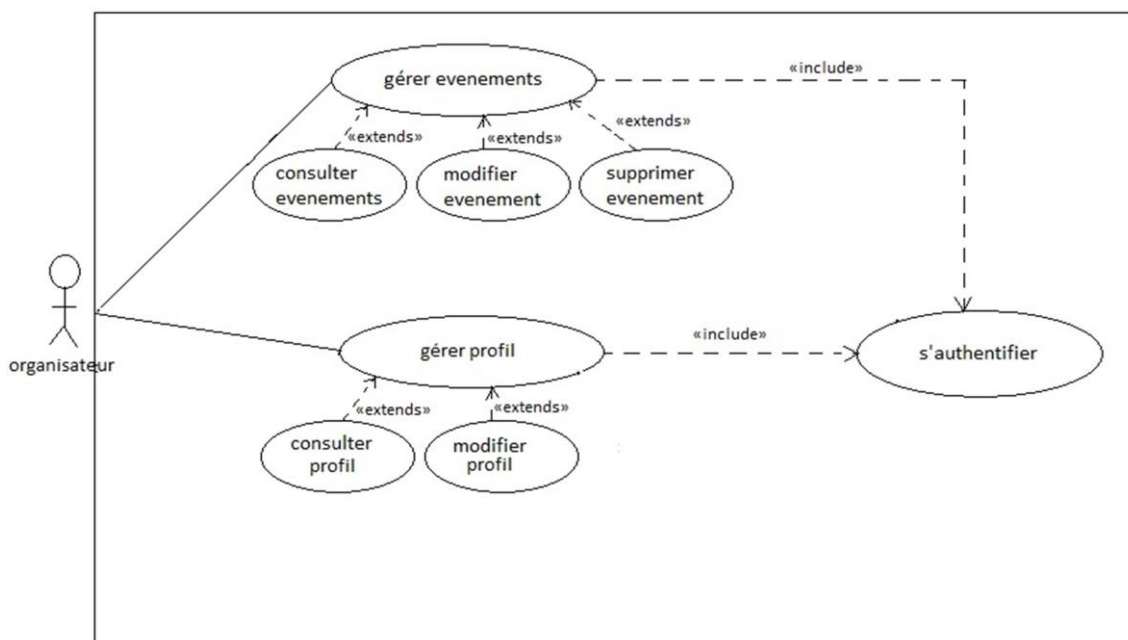 «include»
gérer evenements
«extends»
«extends»
«extends»
consulter
evenements
modifier
evenement
supprimer
evenement
organisateur
gérer profil
«include»
s'authentifier
«extends»
«extends»
consulter
profil
modifier
profil